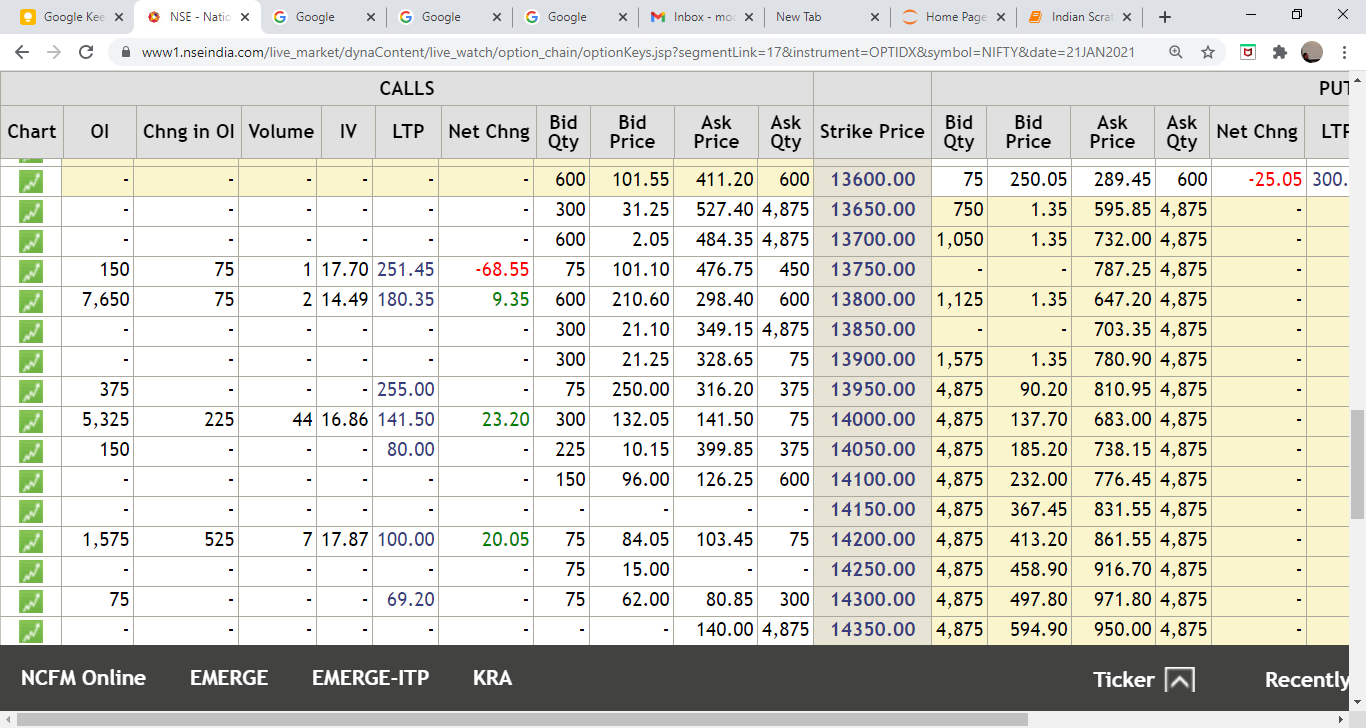 Google Kee
NSE - Natio
Google
Google
Google
Inbox - mod
New Tab
Home Page
Indian Scrat
www1.nseindia.com/live_market/dynaContent/live_watch/option_chain/optionKeys.jsp?segmentLink=17&instrument=OPTIDX&symbol=NIFTY&date=21JAN2021
CALLS PUT
Chart OI Chng in OI Volume IV LTP Net Chng Bid Qty Bid Price Ask Price Ask Qty Strike Price Bid Qty Bid Price Ask Price Ask Qty Net Chng LTP
- - - - - - 600 101.55 411.20 600 13600.00 75 250.05 289.45 600 -25.05 300.
- - - - - - 300 31.25 527.40 4,875 13650.00 750 1.35 595.85 4,875 -
- - - - - - 600 2.05 484.35 4,875 13700.00 1,050 1.35 732.00 4,875 -
150 75 1 17.70 251.45 -68.55 75 101.10 476.75 450 13750.00 - - 787.25 4,875 -
7,650 75 2 14.49 180.35 9.35 600 210.60 298.40 600 13800.00 1,125 1.35 647.20 4,875 -
- - - - - - 300 21.10 349.15 4,875 13850.00 - - 703.35 4,875 -
- - - - - - 300 21.25 328.65 75 13900.00 1,575 1.35 780.90 4,875 -
375 - - - 255.00 - 75 250.00 316.20 375 13950.00 4,875 90.20 810.95 4,875 -
5,325 225 44 16.86 141.50 23.20 300 132.05 141.50 75 14000.00 4,875 137.70 683.00 4,875 -
150 - - - 80.00 - 225 10.15 399.85 375 14050.00 4,875 185.20 738.15 4,875 -
- - - - - - 150 96.00 126.25 600 14100.00 4,875 232.00 776.45 4,875 -
- - - - - - - - - - 14150.00 4,875 367.45 831.55 4,875 -
1,575 525 7 17.87 100.00 20.05 75 84.05 103.45 75 14200.00 4,875 413.20 861.55 4,875 -
- - - - - - 75 15.00 - - 14250.00 4,875 458.90 916.70 4,875 -
75 - - - 69.20 - 75 62.00 80.85 300 14300.00 4,875 497.80 971.80 4,875 -
- - - - - - - - 140.00 4,875 14350.00 4,875 594.90 950.00 4,875 -
NCFM Online EMERGE EMERGE-ITP KRA Ticker Recently